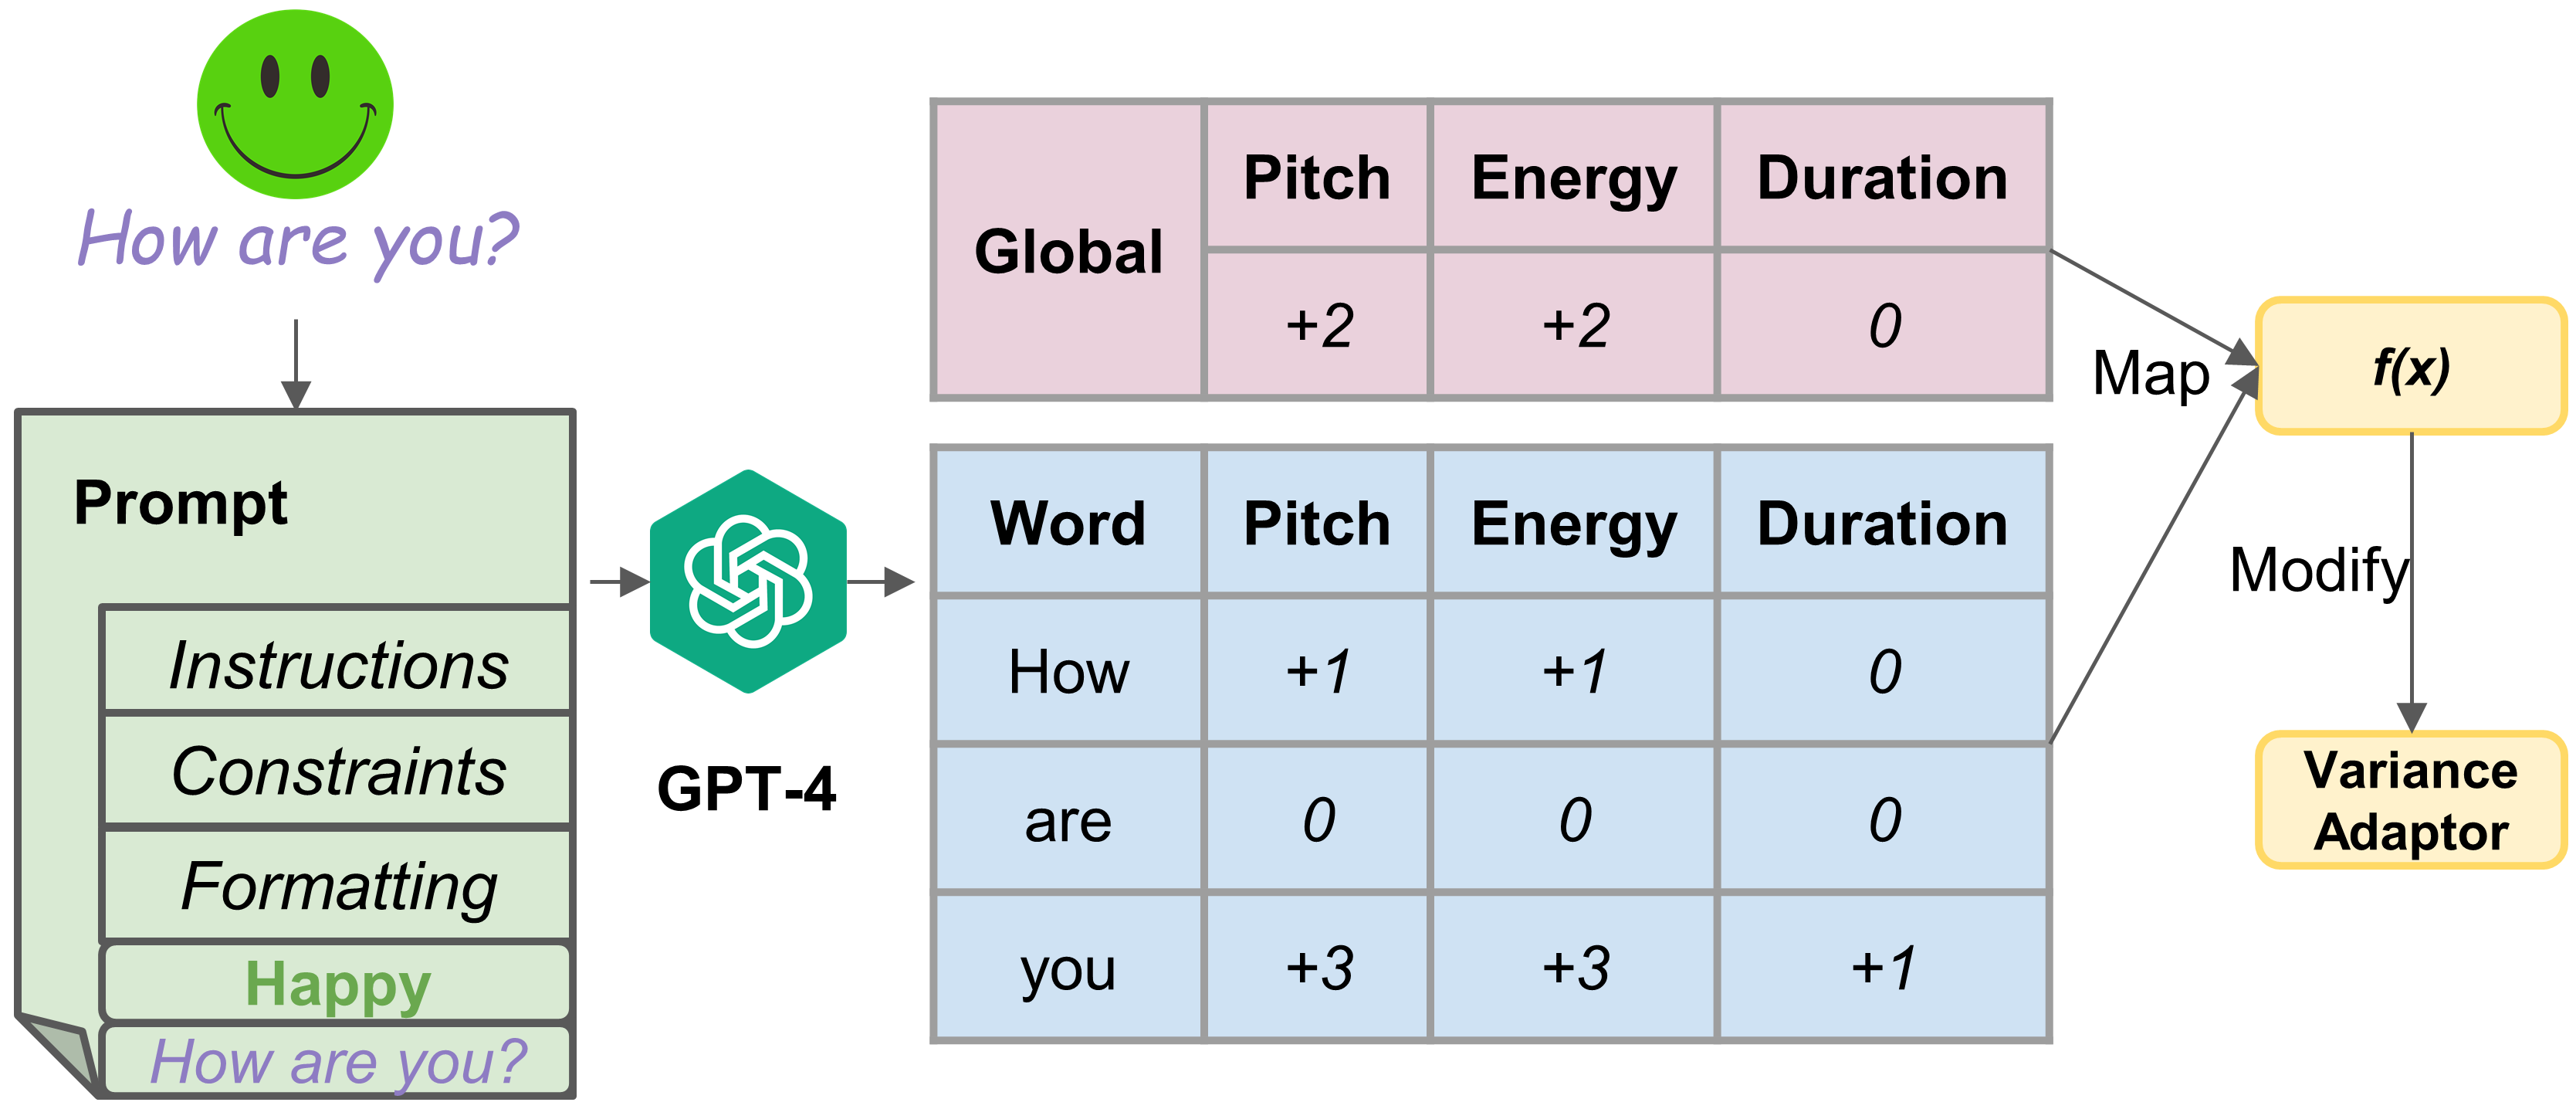 How are you?
Prompt
Instructions
Constraints
Formatting
Happy
How are you?
GPT-4
Global Pitch Energy Duration
+2 +2 0
Word Pitch Energy Duration
How +1 +1 0
are 0 0 0
you +3 +3 +1
Map
f(x)
Modify
Variance
Adaptor